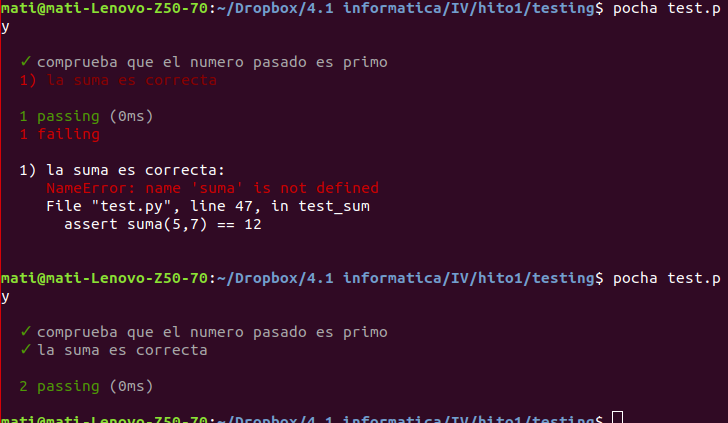 mati@mati-Lenovo-Z50-70:~/Dropbox/4.1 informatica/IV/hito1/testing$ pocha test.p
y
✓ comprueba que el numero pasado es primo
1) la suma es correcta
1 passing (0ms)
1 failing
1) la suma es correcta:
NameError: name 'suma' is not defined
File "test.py", line 47, in test_sum
assert suma(5,7) == 12
mati@mati-Lenovo-Z50-70:~/Dropbox/4.1 informatica/IV/hito1/testing$ pocha test.p
y
✓ comprueba que el numero pasado es primo
✓ la suma es correcta
2 passing (0ms)
mati@mati-Lenovo-Z50-70:~/Dropbox/4.1 informatica/IV/hito1/testing$